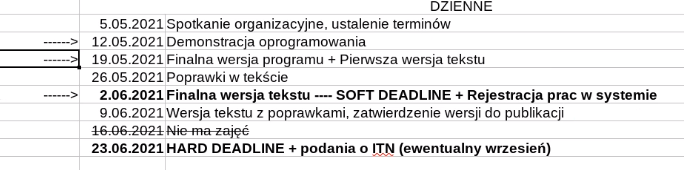 DZIENNE
5.05.2021 Spotkanie organizacyjne, ustalenie terminów
------> 12.05.2021 Demonstracja oprogramowania
------> 19.05.2021 Finalna wersja programu + Pierwsza wersja tekstu
26.05.2021 Poprawki w tekście
------> 2.06.2021 Finalna wersja tekstu ---- SOFT DEADLINE + Rejestracja prac w systemie
9.06.2021 Wersja tekstu z poprawkami, zatwierdzenie wersji do publikacji
16.06.2021 Nie ma zajęć
23.06.2021 HARD DEADLINE + podania o ITN (ewentualny wrzesień)